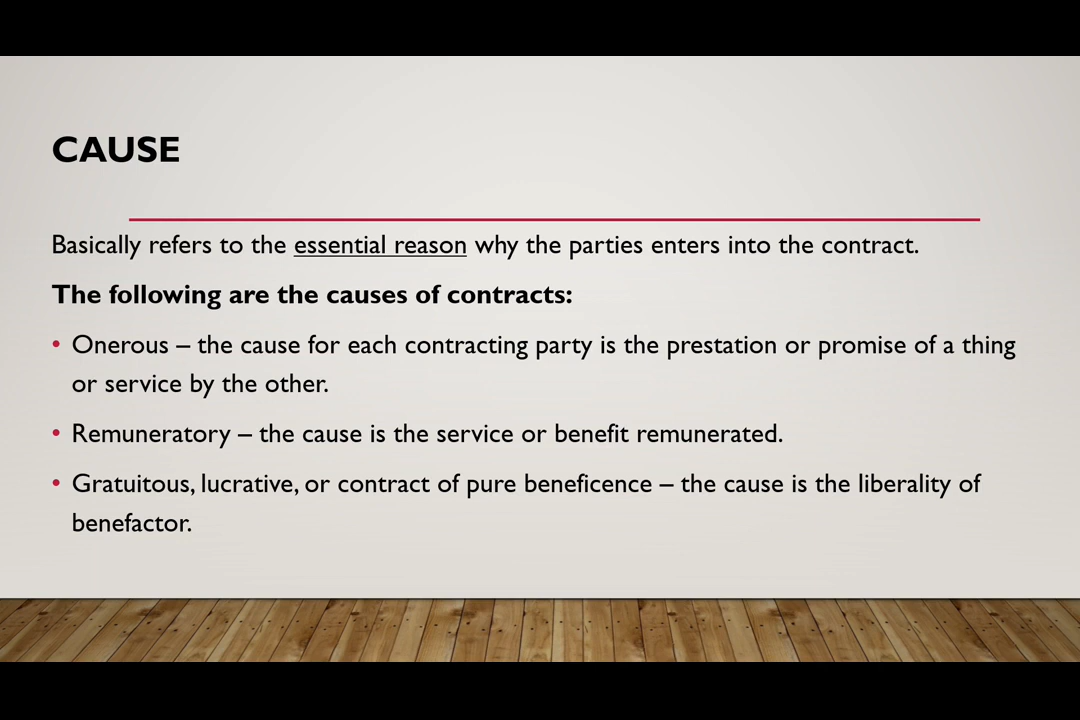 CAUSE
Basically refers to the essential reason why the parties enters into the contract.
The following are the causes of contracts:
• Onerous – the cause for each contracting party is the prestation or promise of a thing
or service by the other.
• Remuneratory – the cause is the service or benefit remunerated.
• Gratuitous, lucrative, or contract of pure beneficence – the cause is the liberality of
benefactor.